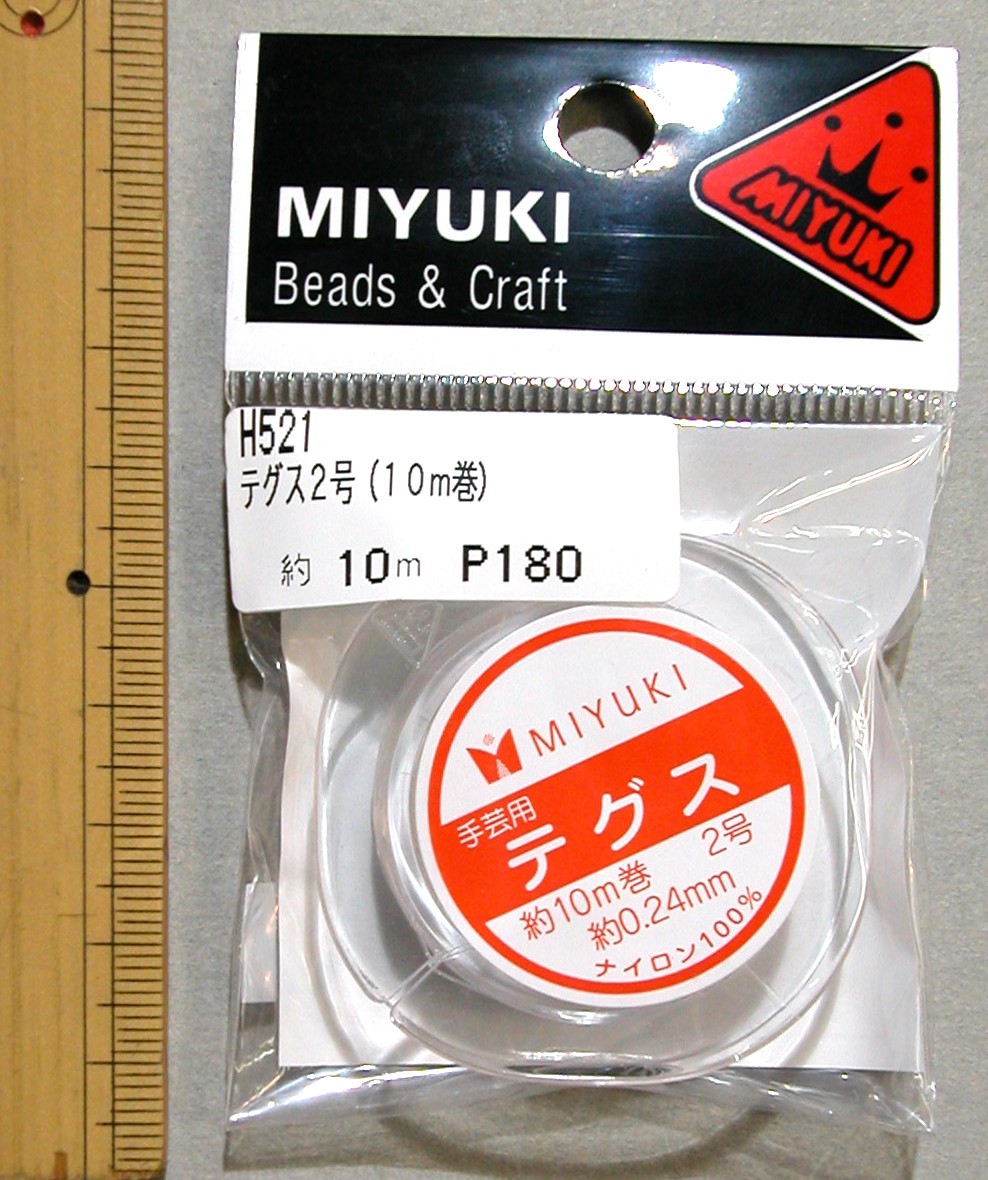 MIYUKI
Beads & Craft
MIYUKI
H521
テグス2号(10m巻)
約 10m P180
MIYUKI
手芸用
テグス
約10m巻 2号
約0.24mm
ナイロン100%